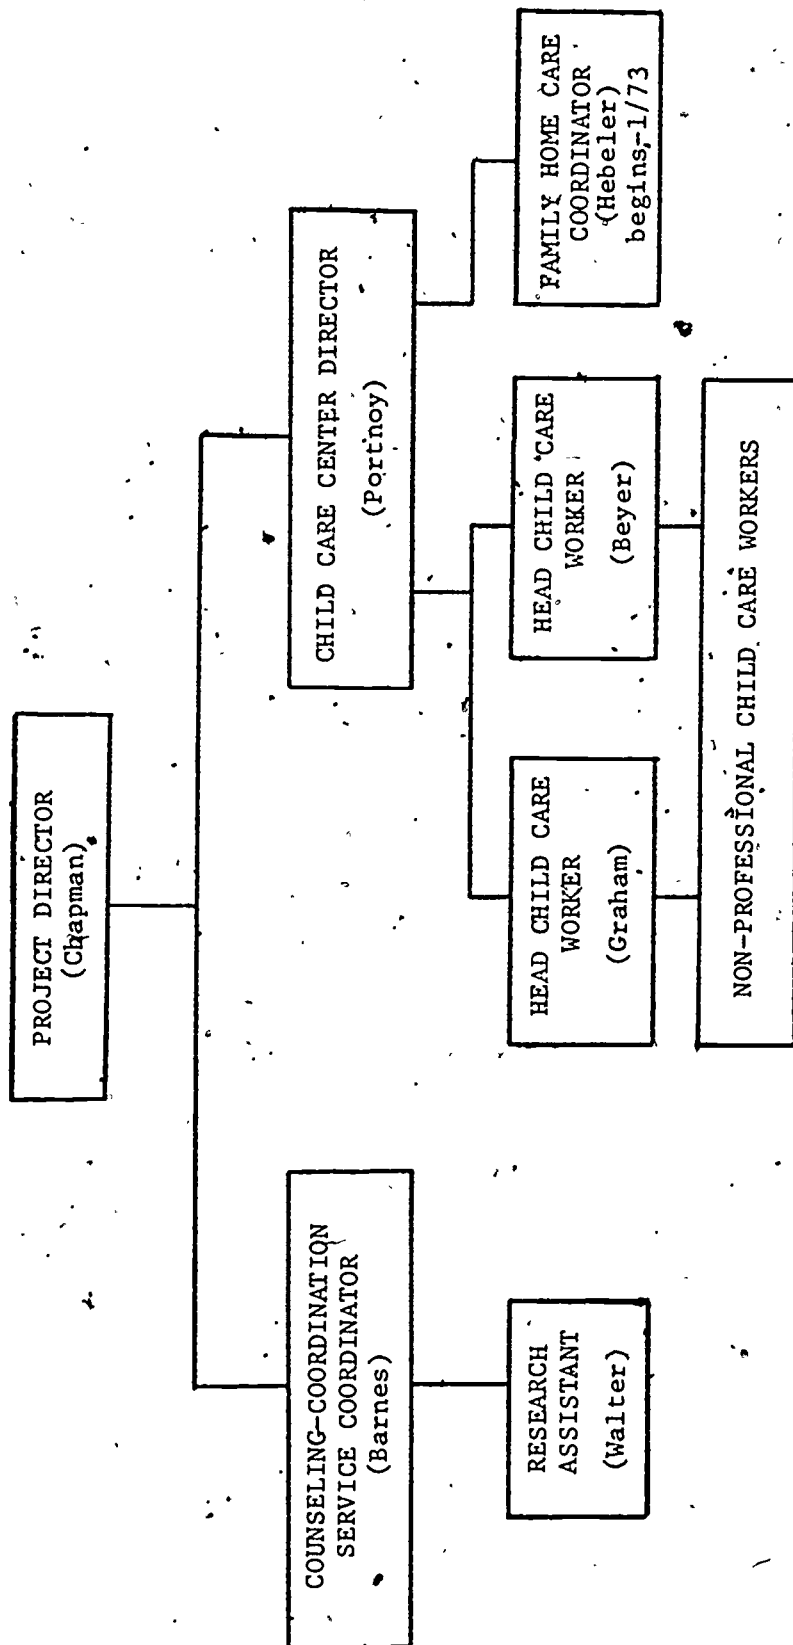 PROJECT DIRECTOR
(Chapman)
COUNSELING-COORDINATION
SERVICE COORDINATOR
(Barnes)
CHILD CARE CENTER DIRECTOR
(Portnoy)
RESEARCH
ASSISTANT
(Walter)
HEAD CHILD CARE
WORKER
(Graham)
HEAD CHILD CARE
WORKER
(Beyer)
FAMILY HOME CARE
COORDINATOR
(Hebeler)
begins,-1/73
NON-PROFESSIONAL CHILD CARE WORKERS